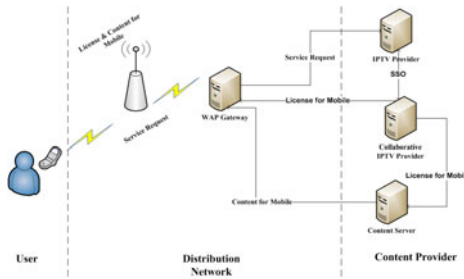 License & Content for
Mobile
Service Request
IPTV Provider
SSO
WAP Gateway
License for Mobile
Service Request
Collaborative
IPTV Provider
License for Mobi
Content for Mobile
Content Server
User
Distribution
Network
Content Provider